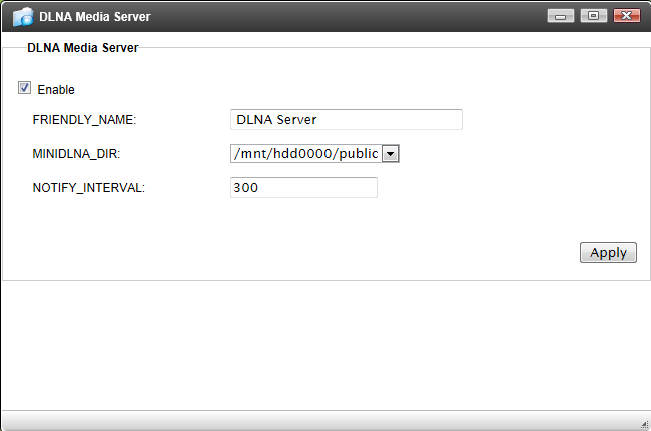 DLNA Media Server
DLNA Media Server
Enable
FRIENDLY_NAME: DLNA Server
MINIDLNA_DIR: /mnt/hdd0000/public
NOTIFY_INTERVAL: 300
Apply